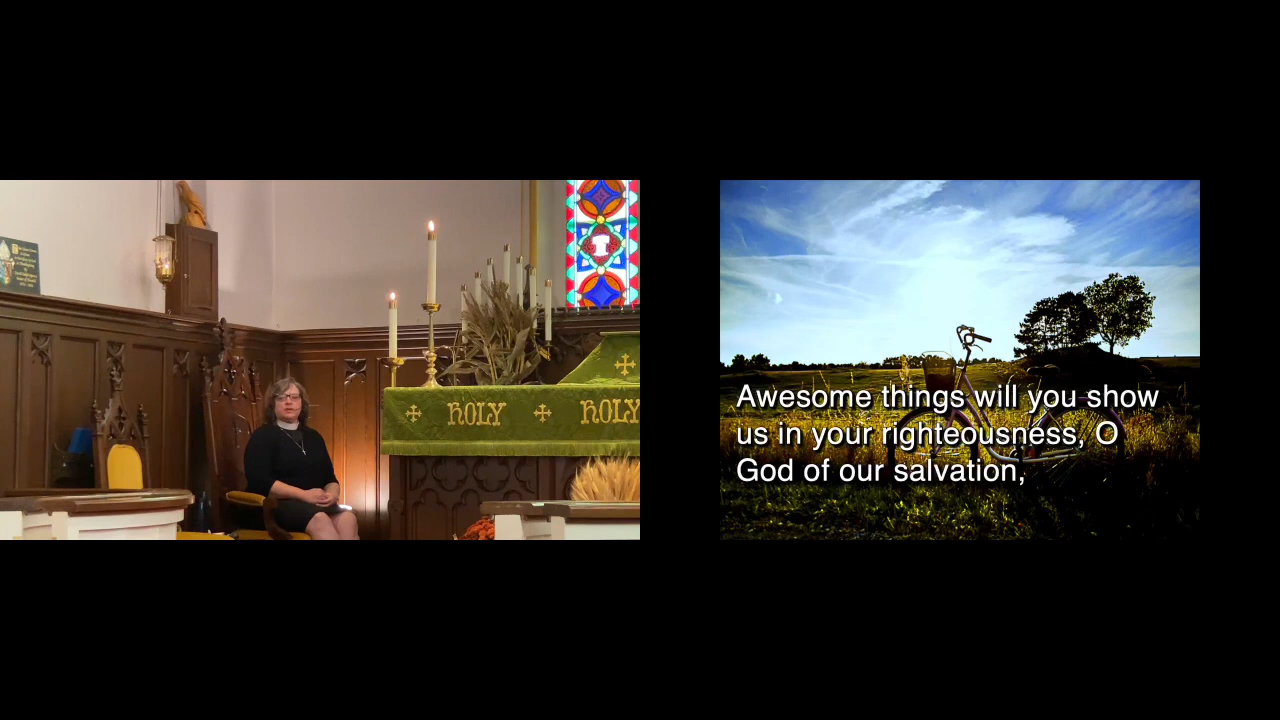 HOLY
HOLY
Awesome things will you show
us in your righteousness, O
God of our salvation,